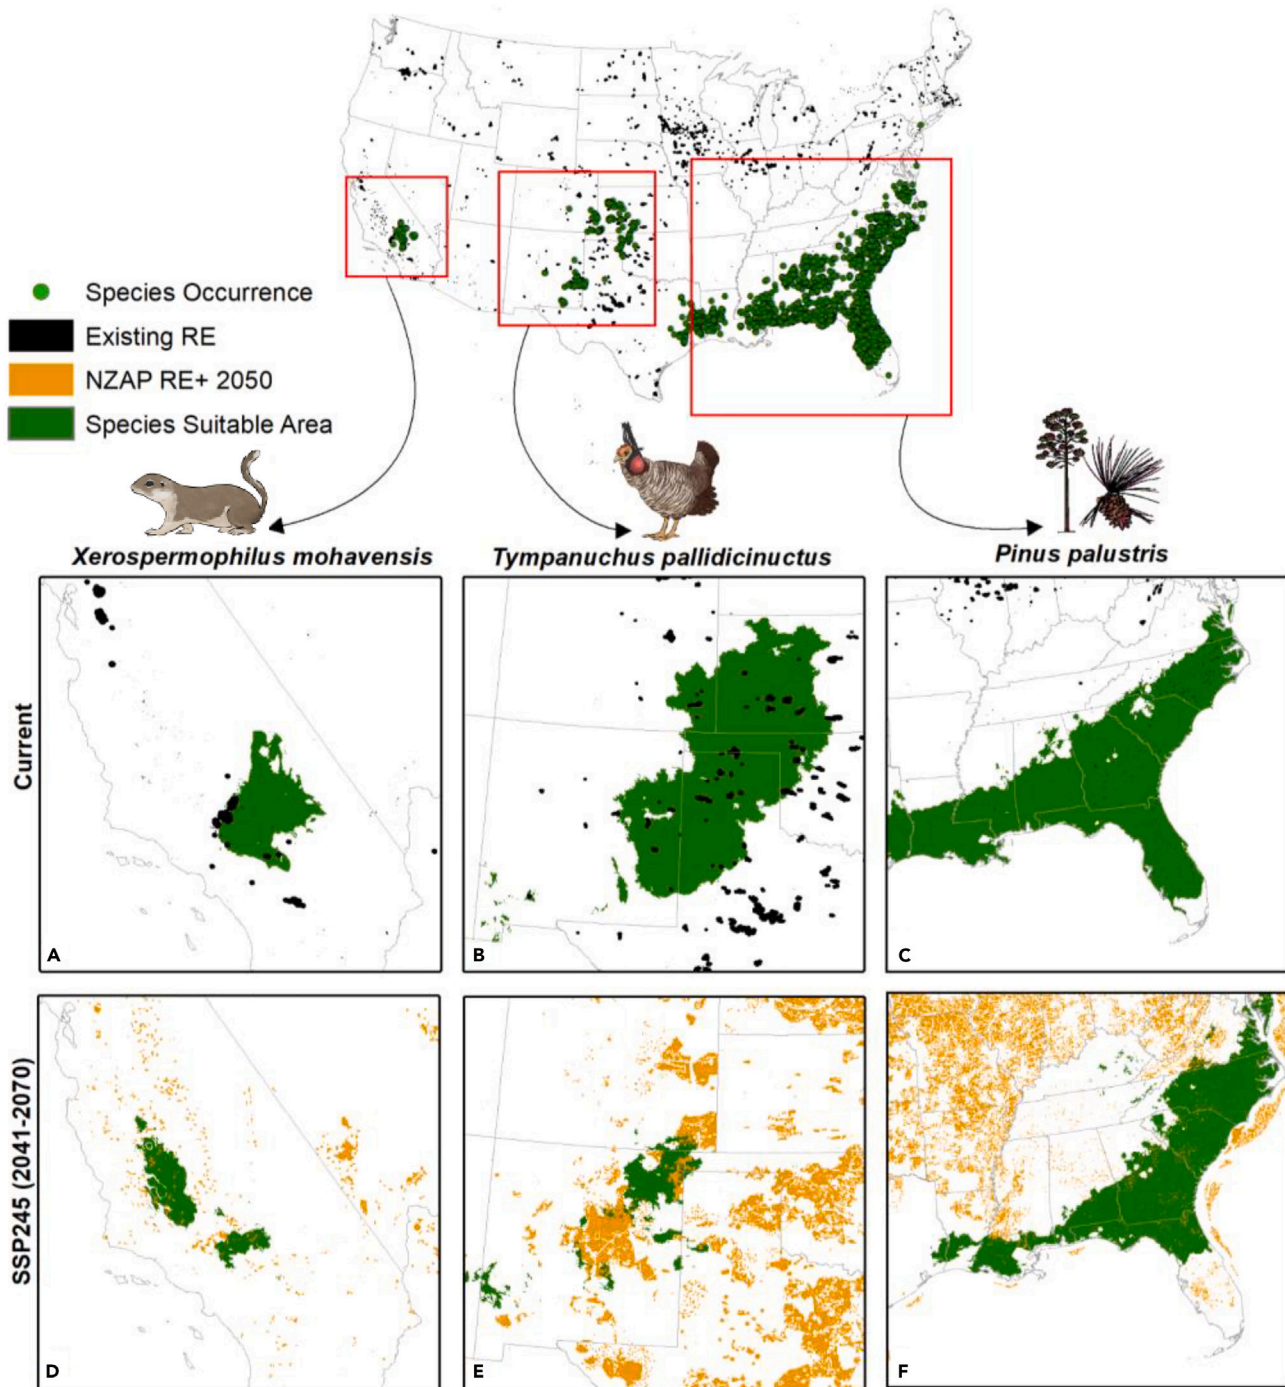 Species Occurrence
Existing RE
NZAP RE+ 2050
Species Suitable Area
Xerospermophilus mohavensis
Tympanuchus pallidicinuctus
Pinus palustris
Current
A
B
C
SSP245 (2041-2070)
D
E
F